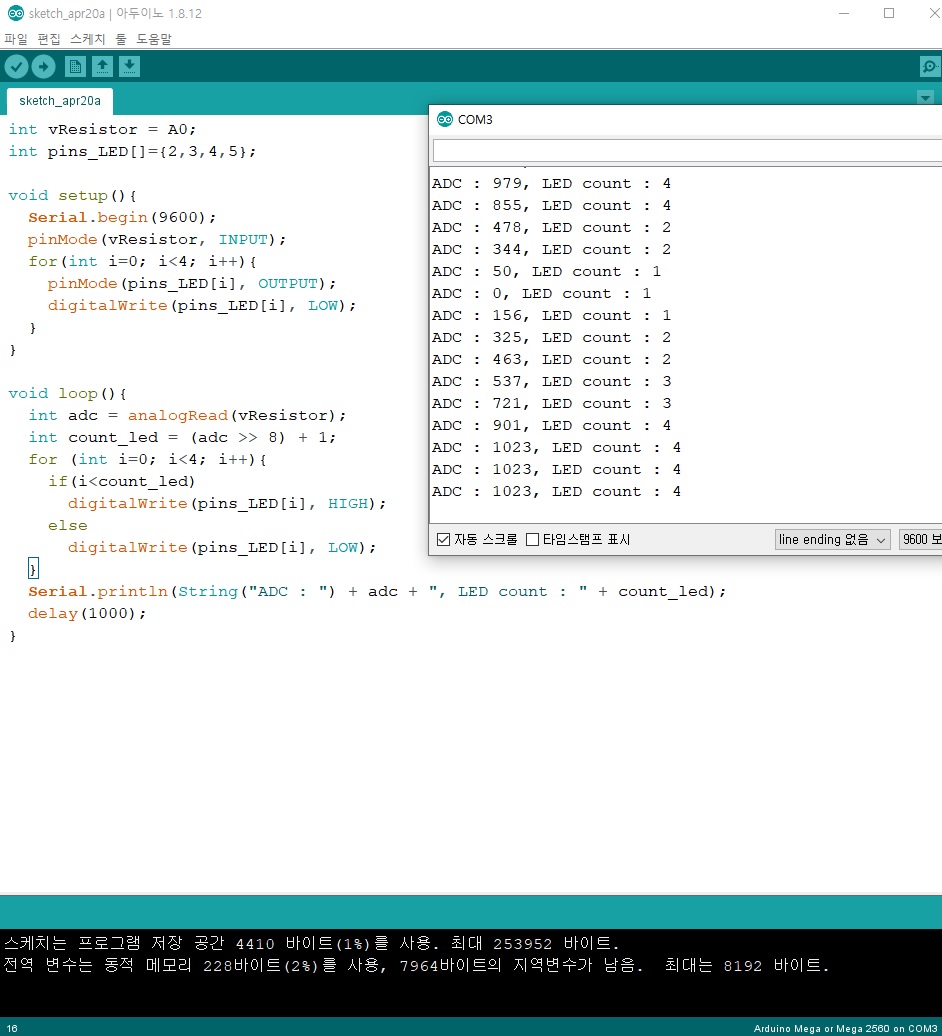 sketch_apr20a | 아두이노 1.8.12
파일 편집 스케치 툴 도움말
sketch_apr20a
int vResistor = A0;
int pins_LED[]={2,3,4,5};
void setup(){
Serial.begin(9600);
pinMode(vResistor, INPUT);
for(int i=0; i<4; i++){
pinMode(pins_LED[i], OUTPUT);
digitalWrite(pins_LED[i], LOW);
}
}
void loop(){
int adc = analogRead(vResistor);
int count_led = (adc >> 8) + 1;
for (int i=0; i<4; i++){
if(i<count_led)
digitalWrite(pins_LED[i], HIGH);
else
digitalWrite(pins_LED[i], LOW);
}
Serial.println(String("ADC : ") + adc + ", LED count : " + count_led);
delay(1000);
}
COM3
ADC : 979, LED count : 4
ADC : 855, LED count : 4
ADC : 478, LED count : 2
ADC : 344, LED count : 2
ADC : 50, LED count : 1
ADC : 0, LED count : 1
ADC : 156, LED count : 1
ADC : 325, LED count : 2
ADC : 463, LED count : 2
ADC : 537, LED count : 3
ADC : 721, LED count : 3
ADC : 901, LED count : 4
ADC : 1023, LED count : 4
ADC : 1023, LED count : 4
ADC : 1023, LED count : 4
자동 스크롤 타임스탬프 표시 line ending 없음 9600 보
스케치는 프로그램 저장 공간 4410 바이트(1%)를 사용. 최대 253952 바이트.
전역 변수는 동적 메모리 228바이트(2%)를 사용, 7964바이트의 지역변수가 남음. 최대는 8192 바이트.
16 Arduino Mega or Mega 2560 on COM3